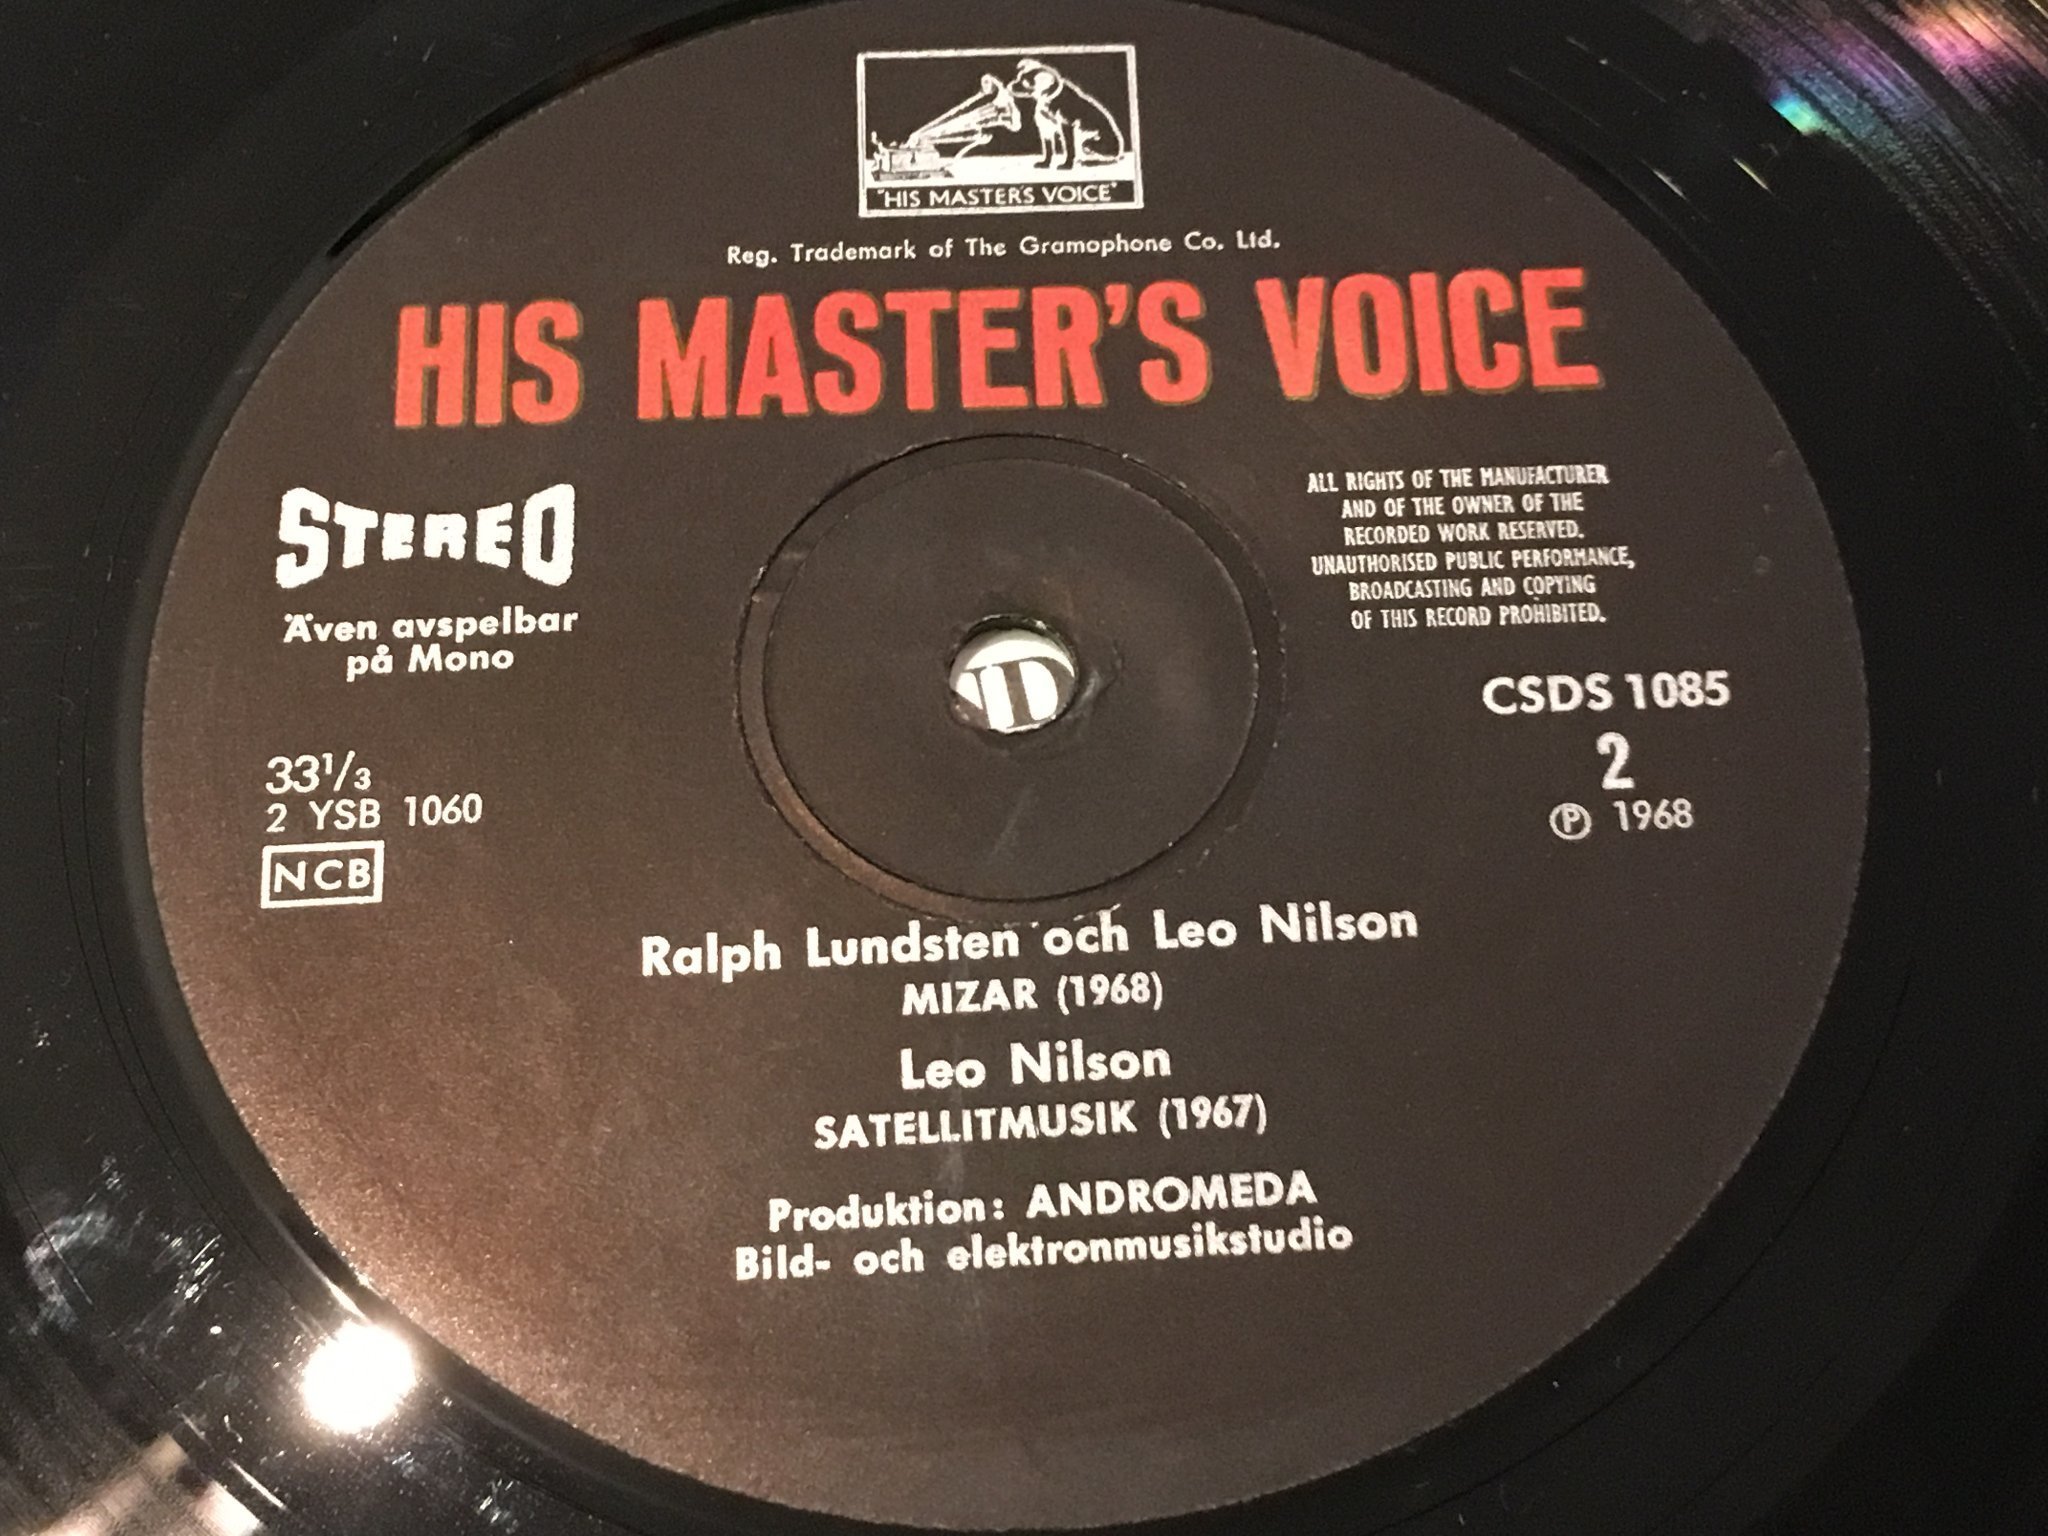 "HIS MASTER'S VOICE"
Reg. Trademark of The Gramophone Co. Ltd.
HIS MASTER'S VOICE
STEREO
Även avspelbar
på Mono
ALL RIGHTS OF THE MANUFACTURER
AND OF THE OWNER OF THE
RECORDED WORK RESERVED.
UNAUTHORISED PUBLIC PERFORMANCE,
BROADCASTING AND COPYING
OF THIS RECORD PROHIBITED.
CSDS 1085
2
℗ 1968
33 1/3
2 YSB 1060
NCB
Ralph Lundsten och Leo Nilson
MIZAR (1968)
Leo Nilson
SATELLITMUSIK (1967)
Produktion: ANDROMEDA
Bild- och elektronmusikstudio